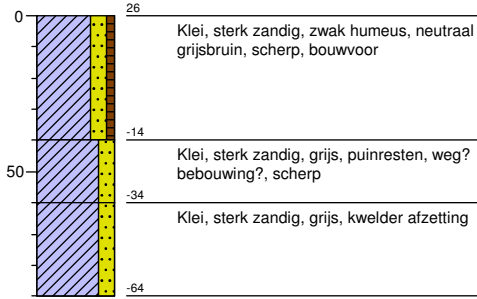 0
26
Klei, sterk zandig, zwak humeus, neutraal
grijsbruin, scherp, bouwvoor
-14
Klei, sterk zandig, grijs, puinresten, weg?
bebouwing?, scherp
50
-34
Klei, sterk zandig, grijs, kwelder afzetting
-64